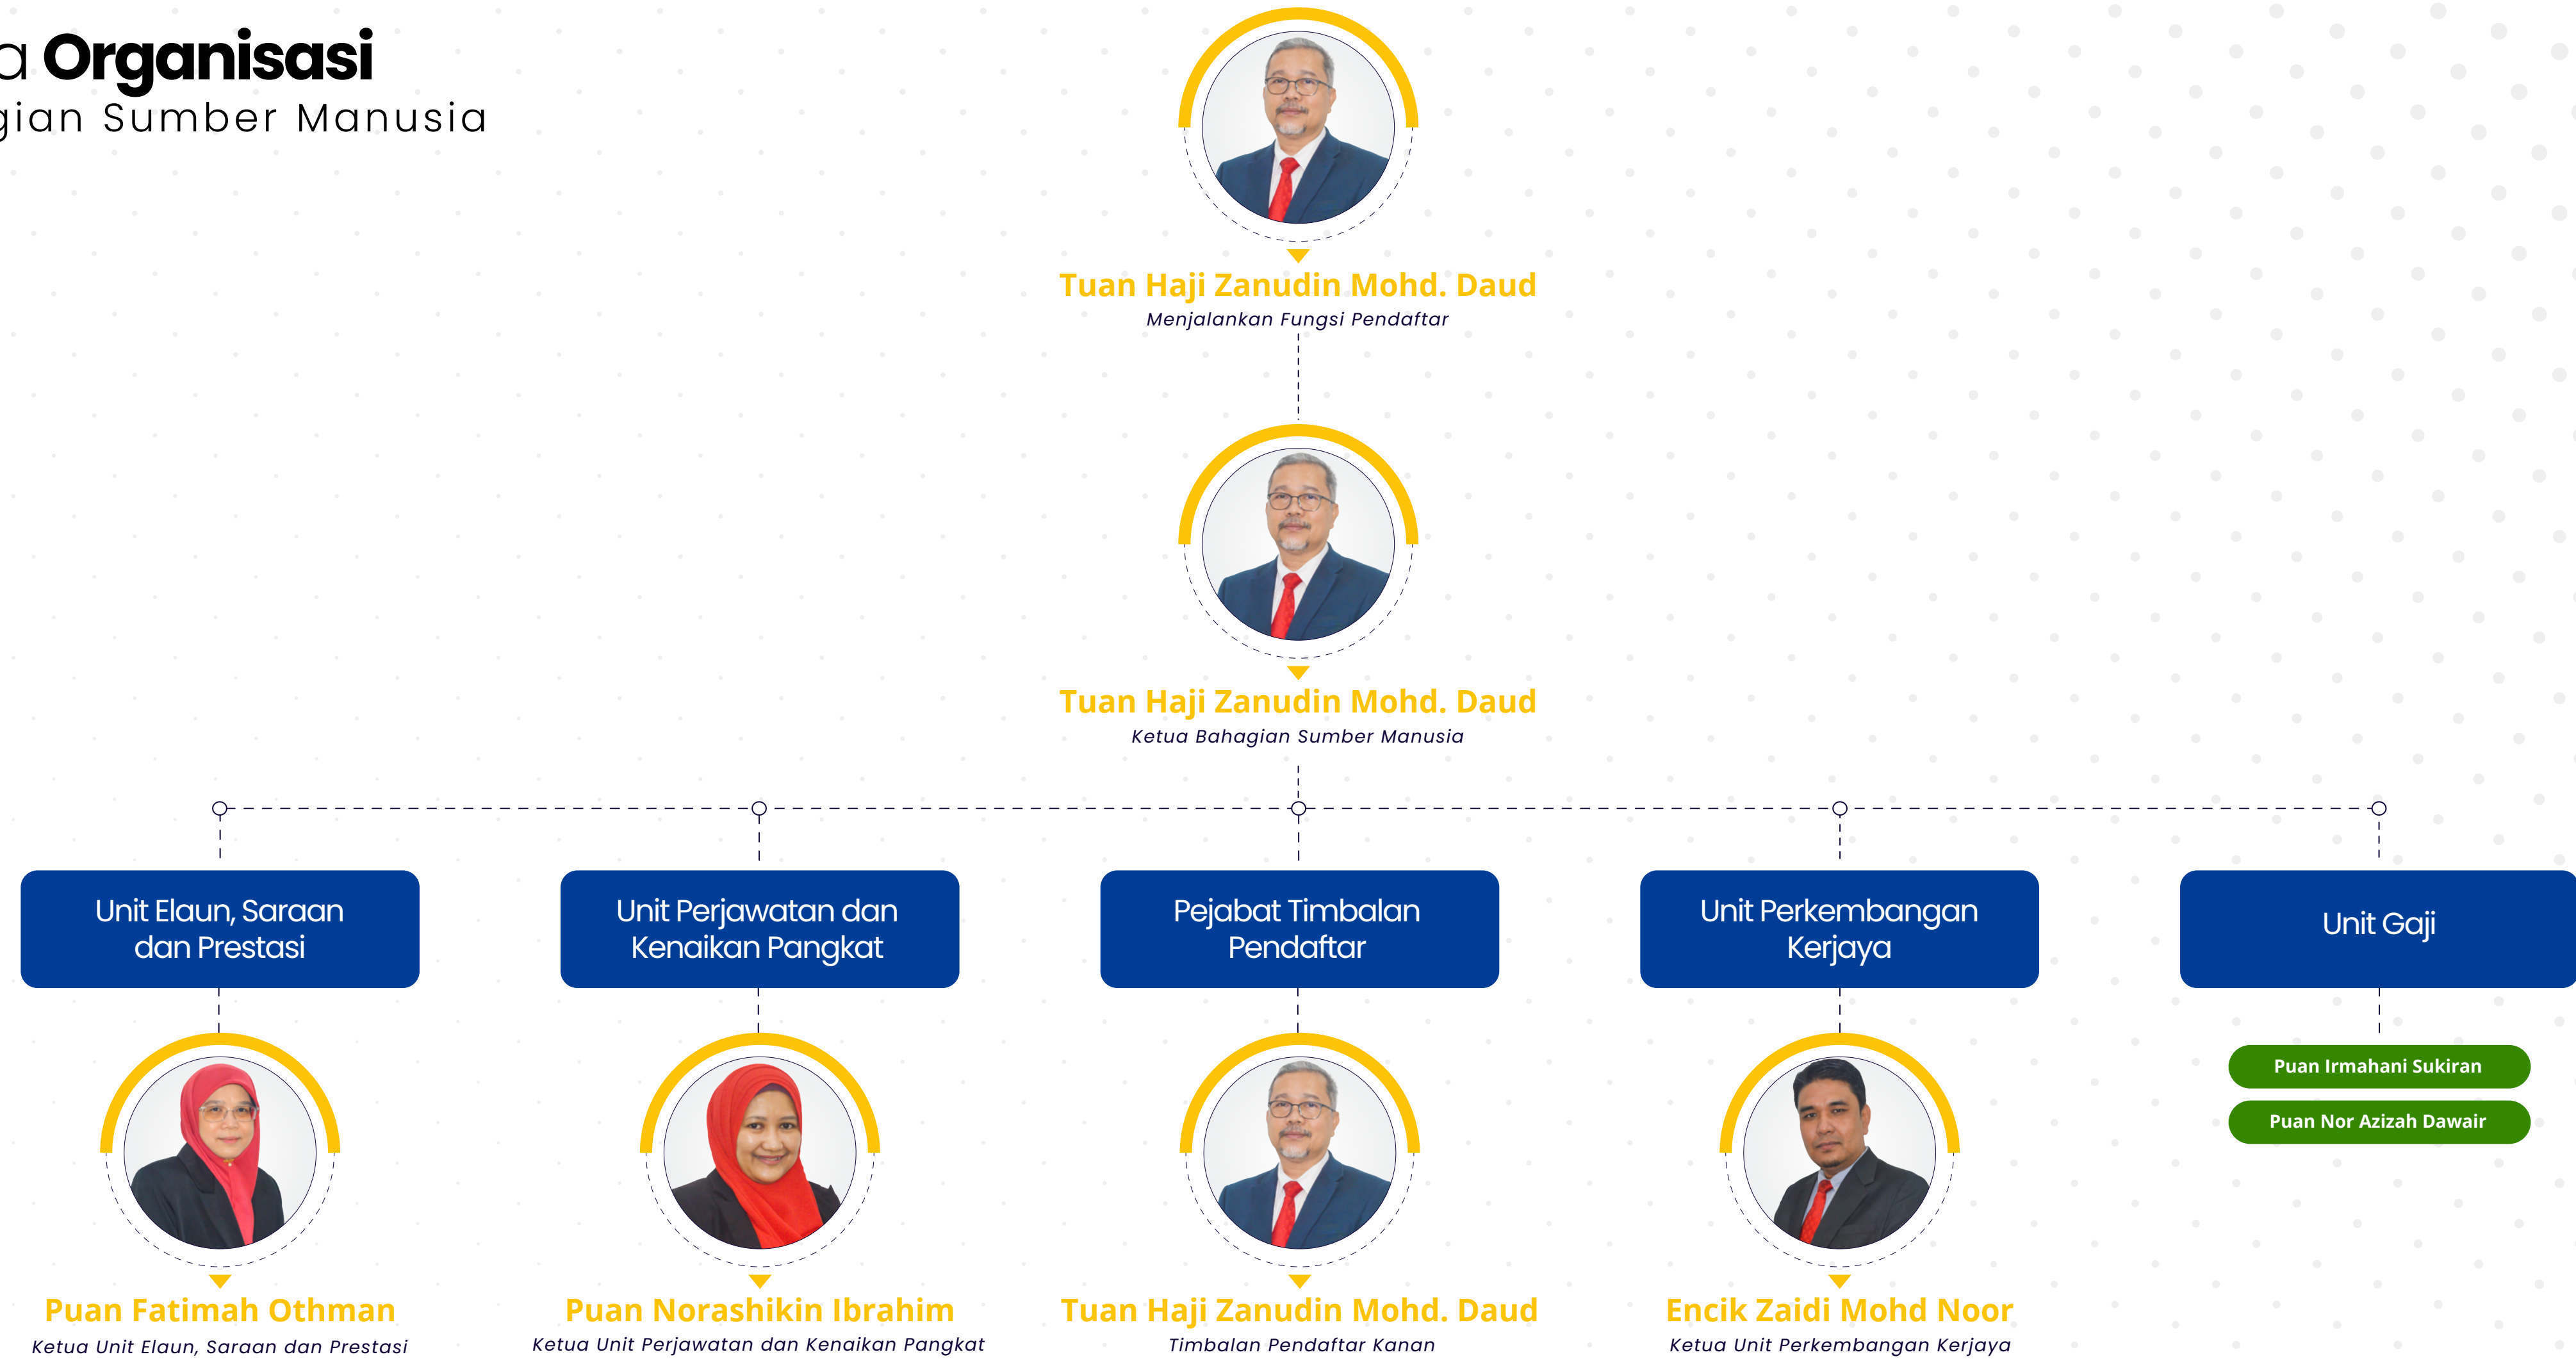 a Organisasi
gian Sumber Manusia
Tuan Haji Zanudin Mohd. Daud
Menjalankan Fungsi Pendaftar
Tuan Haji Zanudin Mohd. Daud
Ketua Bahagian Sumber Manusia
Unit Elaun, Saraan
dan Prestasi
Unit Perjawatan dan
Kenaikan Pangkat
Pejabat Timbalan
Pendaftar
Unit Perkembangan
Kerjaya
Unit Gaji
Puan Irmahani Sukiran
Puan Nor Azizah Dawair
Puan Fatimah Othman
Ketua Unit Elaun, Saraan dan Prestasi
Puan Norashikin Ibrahim
Ketua Unit Perjawatan dan Kenaikan Pangkat
Tuan Haji Zanudin Mohd. Daud
Timbalan Pendaftar Kanan
Encik Zaidi Mohd Noor
Ketua Unit Perkembangan Kerjaya